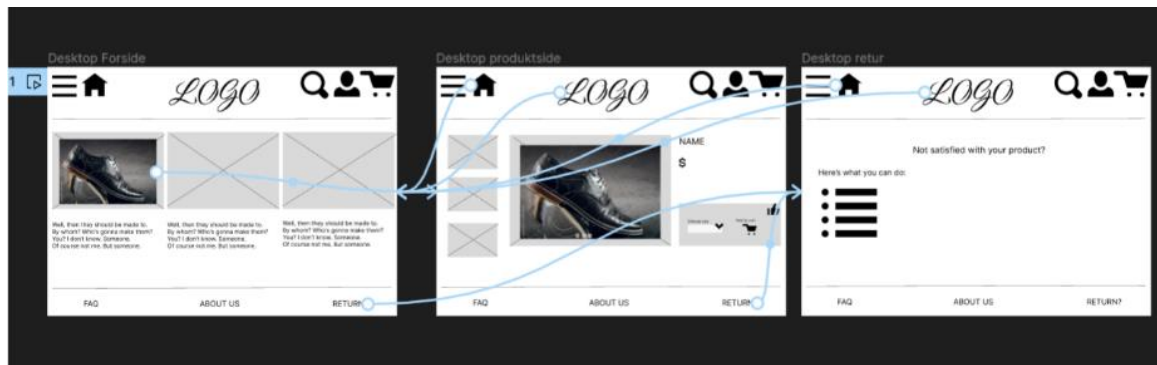 Desktop Forside
Desktop produktside
Desktop retur
1
LOGO
Well, then they should be made to.
By whom? Who's gonna make them?
You? I don't know. Someone.
Of course not me. But someone.
Well, then they should be made to.
By whom? Who's gonna make them?
You? I don't know. Someone.
Of course not me. But someone.
Well, then they should be made to.
By whom? Who's gonna make them?
You? I don't know. Someone.
Of course not me. But someone.
FAQ
ABOUT US
RETURN
LOGO
NAME
$
FAQ
ABOUT US
RETURN
LOGO
Not satisfied with your product?
Here's what you can do:
FAQ
ABOUT US
RETURN?